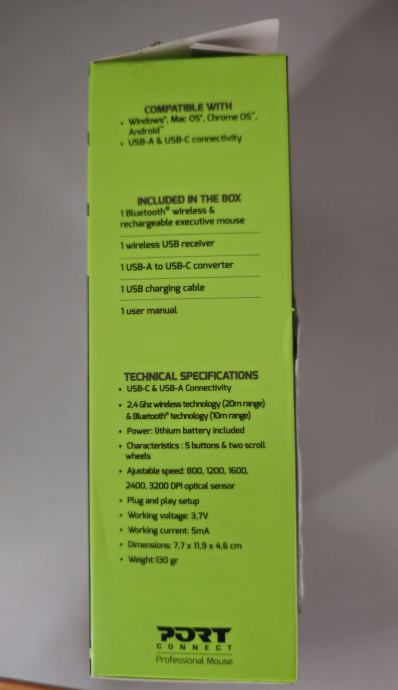 COMPATIBLE WITH
• Windows®, Mac OS®, Chrome OS™,
Android™
• USB-A & USB-C connectivity
INCLUDED IN THE BOX
1 Bluetooth® wireless &
rechargeable executive mouse
1 wireless USB receiver
1 USB-A to USB-C converter
1 USB charging cable
1 user manual
TECHNICAL SPECIFICATIONS
• USB-C & USB-A Connectivity
• 2,4 Ghz wireless technology (20m range)
& Bluetooth® technology (10m range)
• Power: lithium battery included
• Characteristics : 5 buttons & two scroll
wheels
• Ajustable speed: 800, 1200, 1600,
2400, 3200 DPI optical sensor
• Plug and play setup
• Working voltage: 3,7V
• Working current: 5mA
• Dimensions: 7,7 x 11,9 x 4,6 cm
• Weight:130 gr
PORT
CONNECT
Professional Mouse